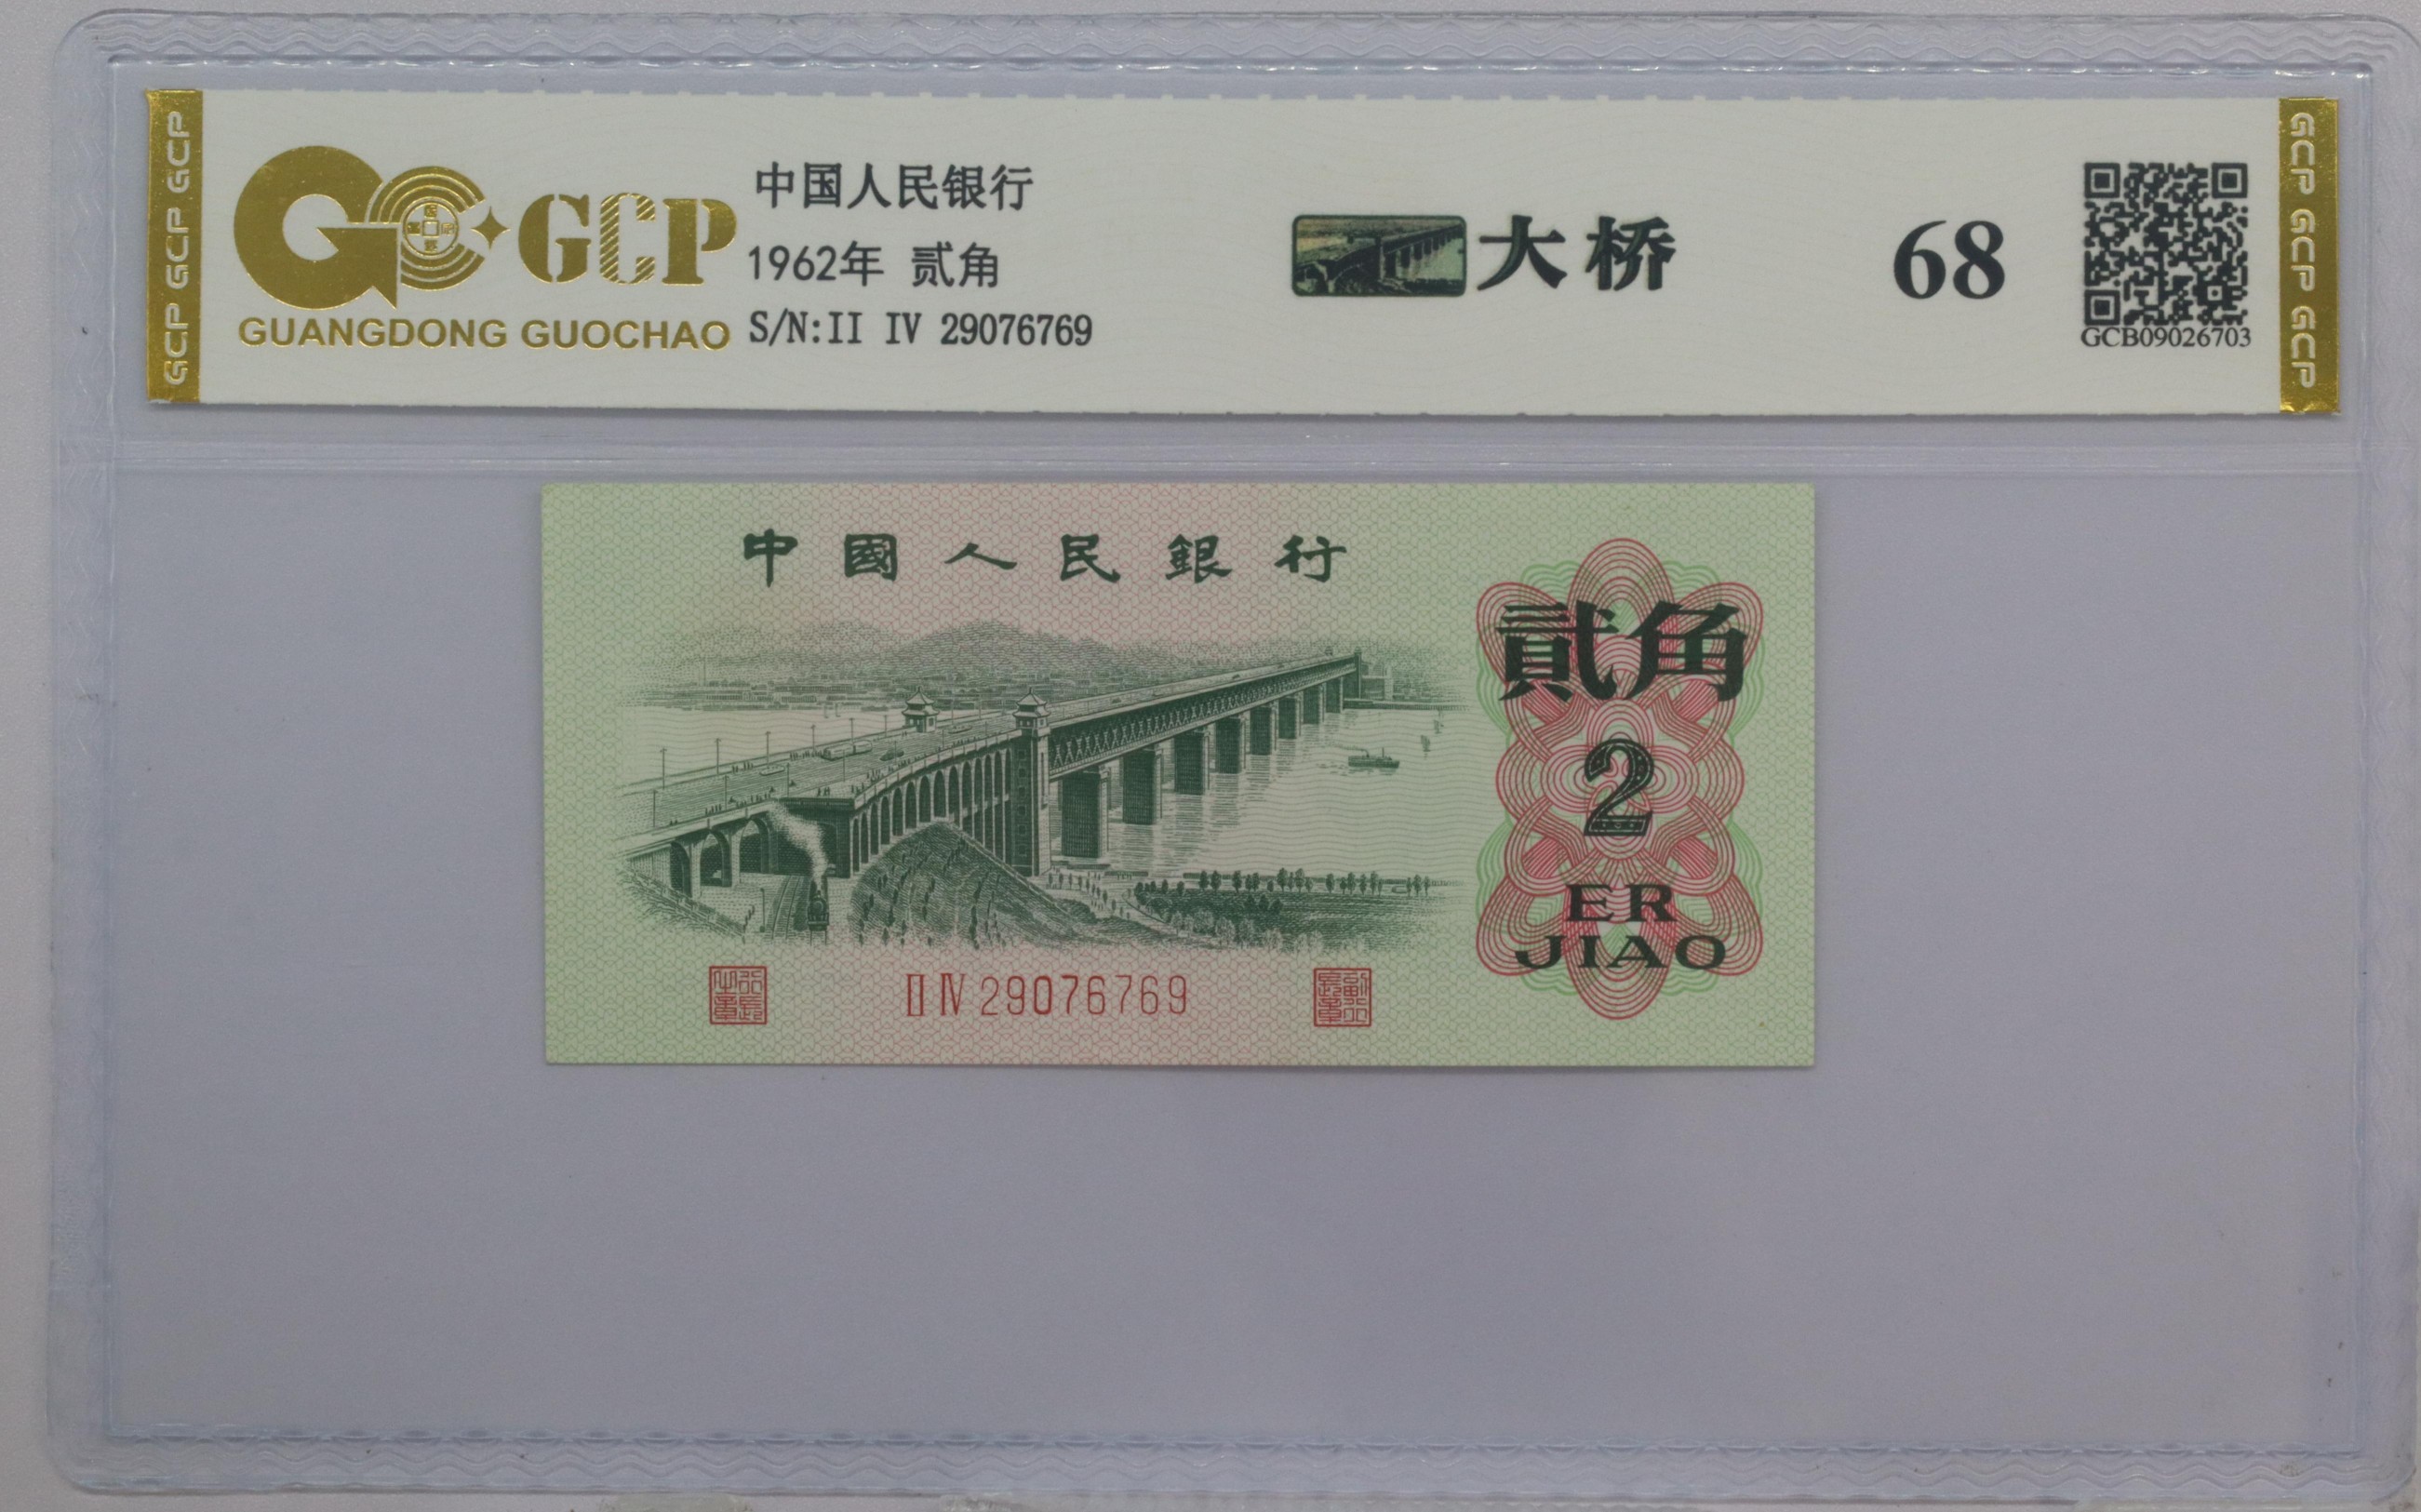 GCP GCP GCP
GCP
GUANGDONG GUOCHAO
中国人民银行
1962年 贰角
S/N:II IV 29076769
大桥
68
GCB09026703
GCP GCP GCP
中國人民銀行
貳角
2
ER
JIAO
II IV 29076769